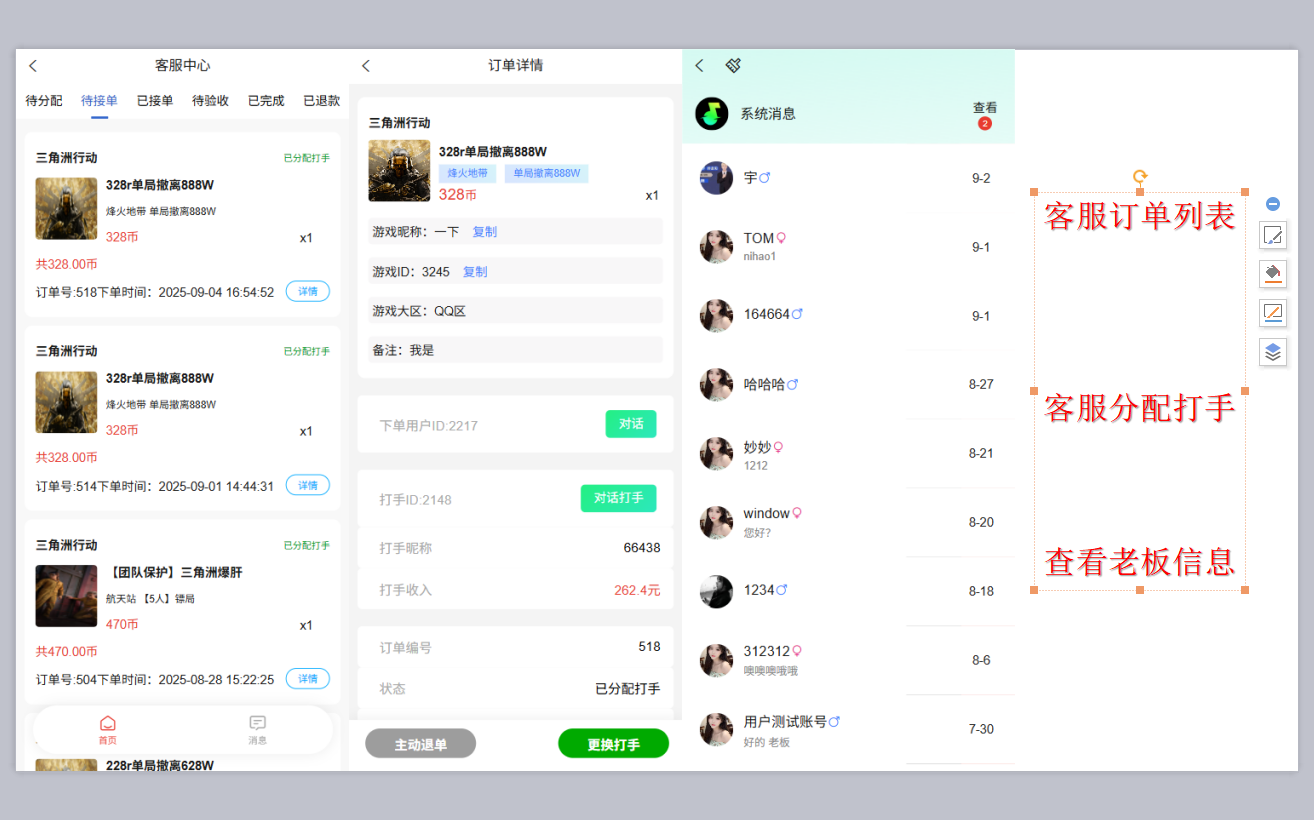 客服中心
待分配 待接单 已接单 待验收 已完成 已退款
三角洲行动 已分配打手
328r单局撤离888W
烽火地带 单局撤离888W
328币 x1
共328.00币
订单号:518下单时间：2025-09-04 16:54:52 详情
三角洲行动 已分配打手
328r单局撤离888W
烽火地带 单局撤离888W
328币 x1
共328.00币
订单号:514下单时间：2025-09-01 14:44:31 详情
三角洲行动 已分配打手
【团队保护】三角洲爆肝
航天站 【5人】镖局
470币 x1
共470.00币
订单号:504下单时间：2025-08-28 15:22:25 详情
首页 消息
228r单局撤离628W
订单详情
三角洲行动
328r单局撤离888W
烽火地带 单局撤离888W
328币 x1
游戏昵称：一下 复制
游戏ID：3245 复制
游戏大区：QQ区
备注：我是
下单用户ID:2217 对话
打手ID:2148 对话打手
打手昵称 66438
打手收入 262.4元
订单编号 518
状态 已分配打手
主动退单 更换打手
系统消息 查看
2
宇 9-2
TOM 9-1
nihao1
164664 9-1
哈哈哈 8-27
妙妙 8-21
1212
window 8-20
您好?
1234 8-18
312312 8-6
噢噢噢哦哦
用户测试账号 7-30
好的 老板
客服订单列表
客服分配打手
查看老板信息